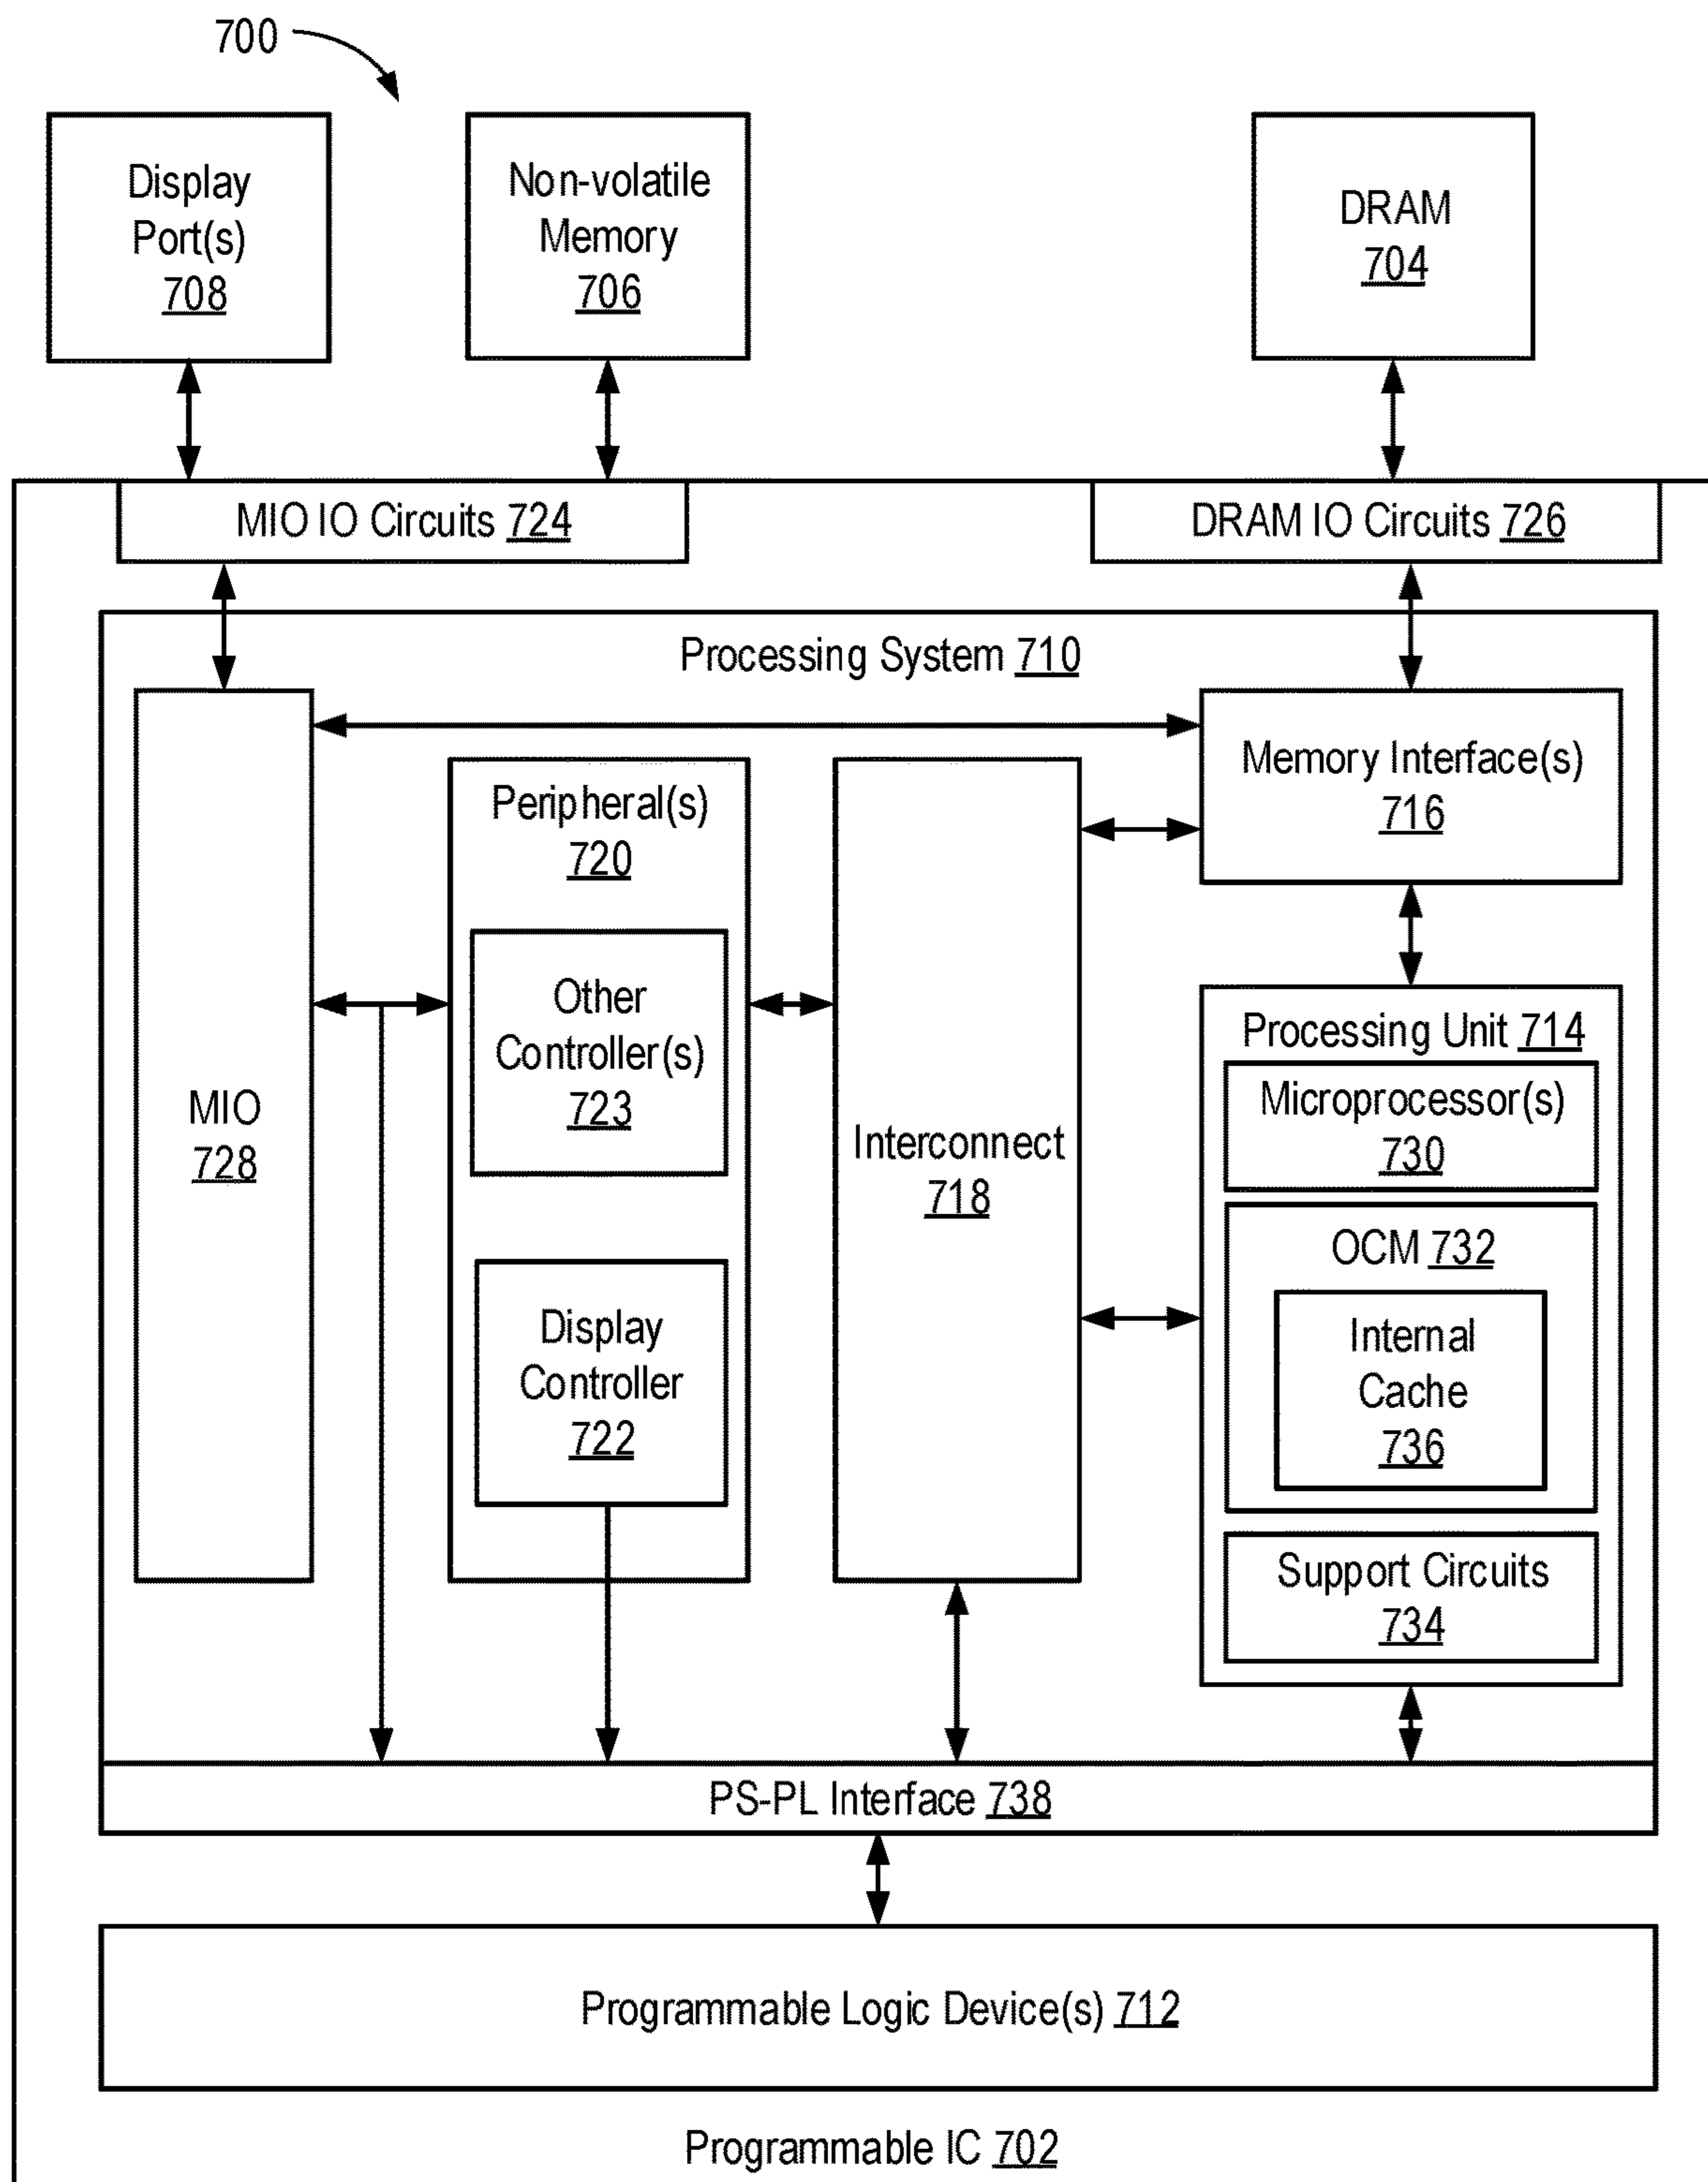 700
Display
Port(s)
708
Non-volatile
Memory
706
DRAM
704
MIO IO Circuits 724
DRAM IO Circuits 726
Processing System 710
MIO
728
Peripheral(s)
720
Other
Controller(s)
723
Display
Controller
722
Interconnect
718
Memory Interface(s)
716
Processing Unit 714
Microprocessor(s)
730
OCM 732
Internal
Cache
736
Support Circuits
734
PS-PL Interface 738
Programmable Logic Device(s) 712
Programmable IC 702